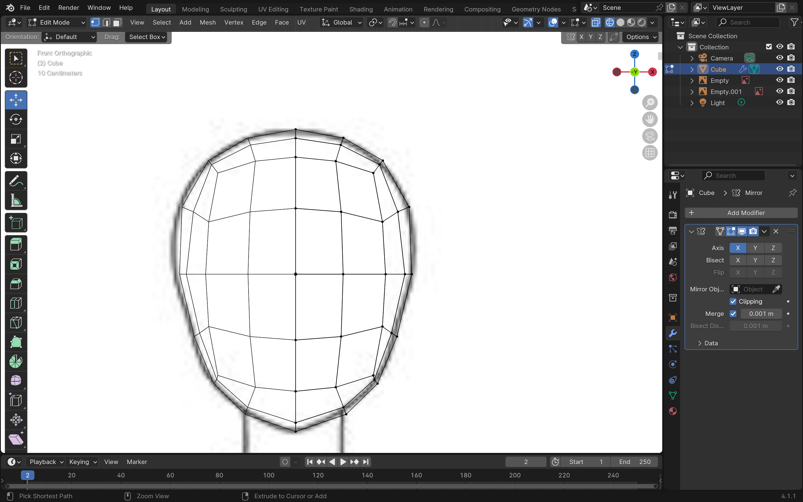 File Edit Render Window Help Layout Modeling Sculpting UV Editing Texture Paint Shading Animation Rendering Compositing Geometry Nodes S Scene ViewLayer
Edit Mode View Select Add Mesh Vertex Edge Face UV Global Search
Orientation: Default Drag: Select Box X Y Z Options
Front Orthographic
(2) Cube
10 Centimeters
Z
Y
X
Scene Collection
Collection
Camera
Cube
Empty
Empty.001
Light
Search
Cube Mirror
+ Add Modifier
Axis X Y Z
Bisect X Y Z
Flip X Y Z
Mirror Obj... Object
Clipping
Merge 0.001 m
Bisect Dis... 0.001 m
Data
Playback Keying View Marker 2 Start 1 End 250
2 20 40 60 80 100 120 140 160 180 200 220 240
Pick Shortest Path Zoom View Extrude to Cursor or Add 4.1.1